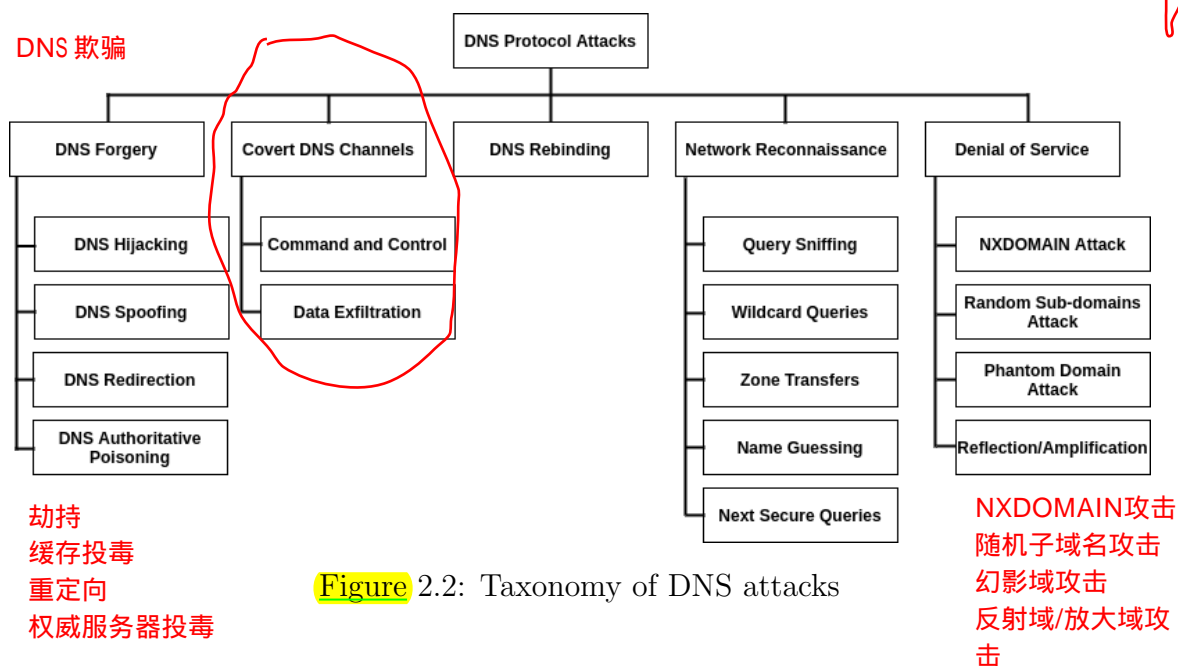 DNS Protocol Attacks
DNS 欺骗
DNS Forgery
Covert DNS Channels
DNS Rebinding
Network Reconnaissance
Denial of Service
DNS Hijacking
DNS Spoofing
DNS Redirection
DNS Authoritative
Poisoning
Command and Control
Data Exfiltration
Query Sniffing
Wildcard Queries
Zone Transfers
Name Guessing
Next Secure Queries
NXDOMAIN Attack
Random Sub-domains
Attack
Phantom Domain
Attack
Reflection/Amplification
劫持
缓存投毒
重定向
权威服务器投毒
NXDOMAIN攻击
随机子域名攻击
幻影域攻击
反射域/放大域攻
击
Figure 2.2: Taxonomy of DNS attacks